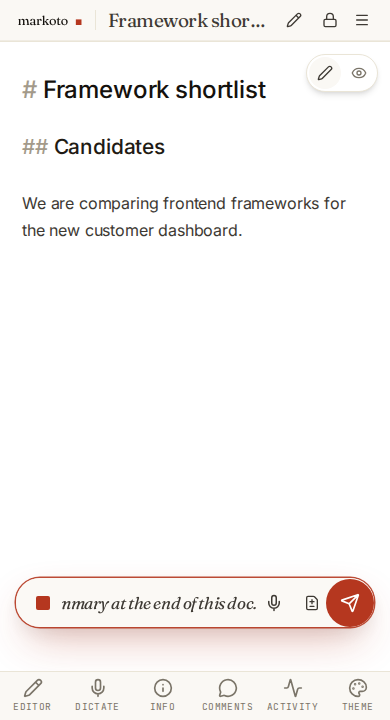 markoto
Framework shor...
# Framework shortlist
## Candidates
We are comparing frontend frameworks for
the new customer dashboard.
nmary at the end of this doc.
EDITOR DICTATE INFO COMMENTS ACTIVITY THEME